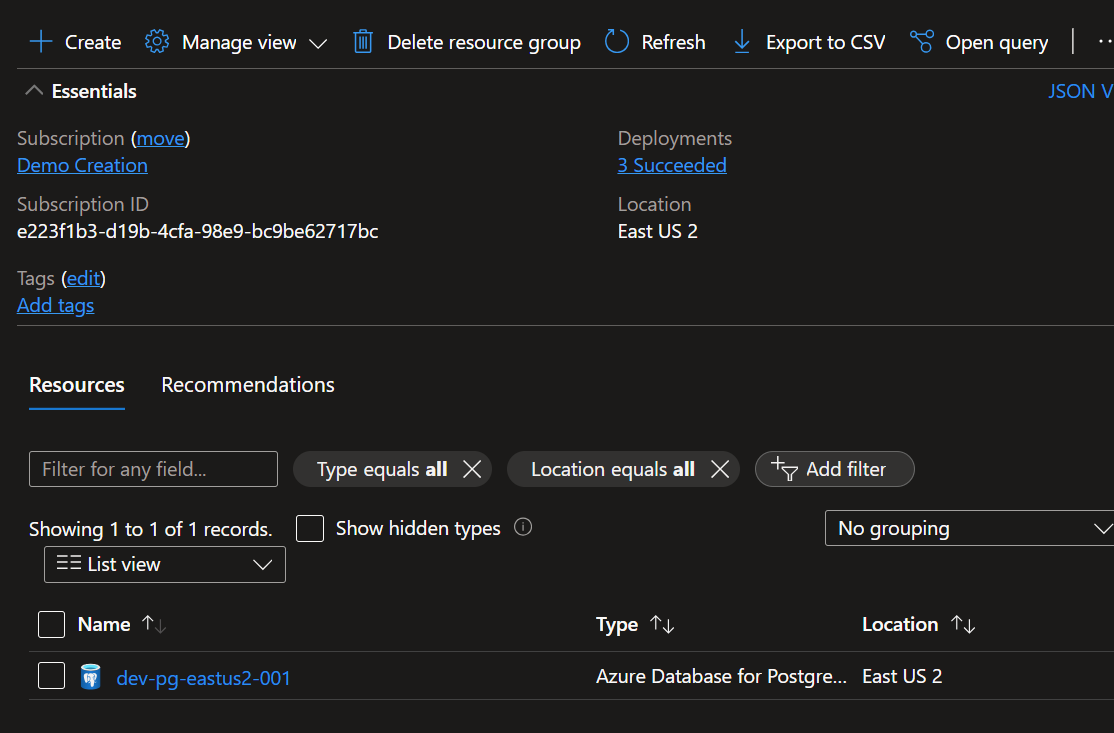 Create Manage view Delete resource group Refresh Export to CSV Open query
Essentials JSON V
Subscription (move) Deployments
Demo Creation 3 Succeeded
Subscription ID Location
e223f1b3-d19b-4cfa-98e9-bc9be62717bc East US 2
Tags (edit)
Add tags
Resources Recommendations
Filter for any field... Type equals all Location equals all Add filter
Showing 1 to 1 of 1 records. Show hidden types No grouping
List view
Name Type Location
dev-pg-eastus2-001 Azure Database for Postgre... East US 2